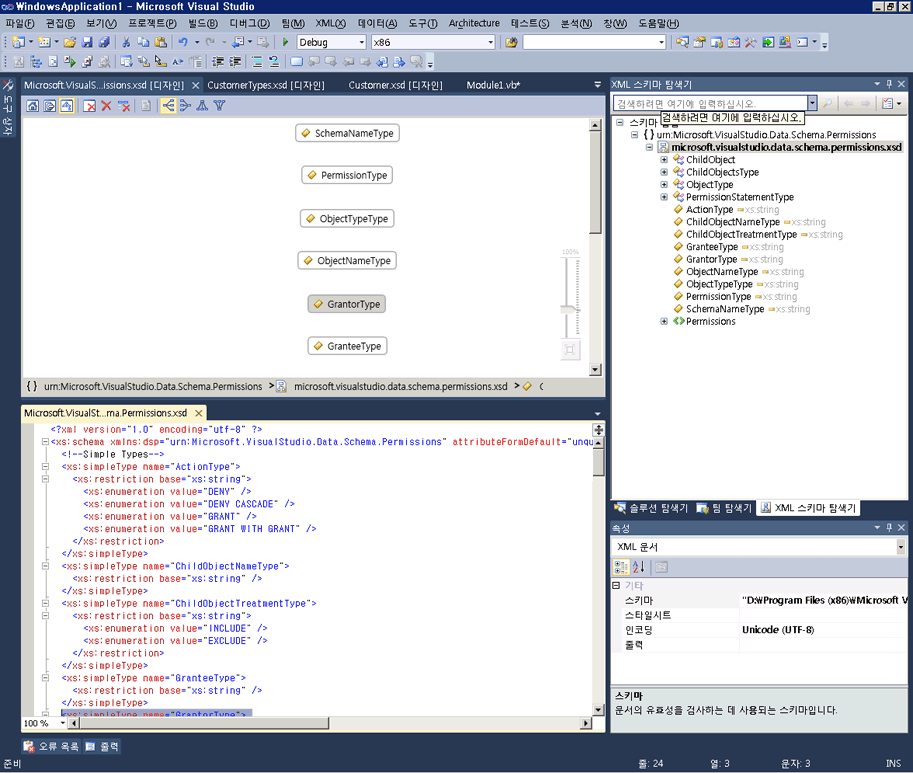 WindowsApplication1 - Microsoft Visual Studio
파일(F) 편집(E) 보기(V) 프로젝트(P) 빌드(B) 디버그(D) 팀(M) XML(X) 데이터(A) 도구(T) Architecture 테스트(S) 분석(N) 창(W) 도움말(H)
Debug x86
Microsoft.VisualS...issions.xsd [디자인] CustomerTypes.xsd [디자인] Customer.xsd [디자인] Module1.vb*
도구 상자
SchemaNameType
PermissionType
ObjectTypeType
ObjectNameType
100%
GrantorType
GranteeType
{ } urn:Microsoft.VisualStudio.Data.Schema.Permissions > microsoft.visualstudio.data.schema.permissions.xsd >
Microsoft.VisualSt...ma.Permissions.xsd
<?xml version="1.0" encoding="utf-8" ?>
<xs:schema xmlns:dsp="urn:Microsoft.VisualStudio.Data.Schema.Permissions" attributeFormDefault="unqu
<!--Simple Types-->
<xs:simpleType name="ActionType">
<xs:restriction base="xs:string">
<xs:enumeration value="DENY" />
<xs:enumeration value="DENY CASCADE" />
<xs:enumeration value="GRANT" />
<xs:enumeration value="GRANT WITH GRANT" />
</xs:restriction>
</xs:simpleType>
<xs:simpleType name="ChildObjectNameType">
<xs:restriction base="xs:string" />
</xs:simpleType>
<xs:simpleType name="ChildObjectTreatmentType">
<xs:restriction base="xs:string">
<xs:enumeration value="INCLUDE" />
<xs:enumeration value="EXCLUDE" />
</xs:restriction>
</xs:simpleType>
<xs:simpleType name="GranteeType">
<xs:restriction base="xs:string" />
</xs:simpleType>
<xs:simpleType name="GrantorType">
100 %
XML 스키마 탐색기
검색하려면 여기에 입력하십시오.
검색하려면 여기에 입력하십시오.
스키마
{ } urn:Microsoft.VisualStudio.Data.Schema.Permissions
microsoft.visualstudio.data.schema.permissions.xsd
ChildObject
ChildObjectsType
ObjectType
PermissionStatementType
ActionType xs:string
ChildObjectNameType xs:string
ChildObjectTreatmentType xs:string
GranteeType xs:string
GrantorType xs:string
ObjectNameType xs:string
ObjectTypeType xs:string
PermissionType xs:string
SchemaNameType xs:string
Permissions
솔루션 탐색기 팀 탐색기 XML 스키마 탐색기
속성
XML 문서
기타
스키마 "D:\Program Files (x86)\Microsoft V
스타일시트
인코딩 Unicode (UTF-8)
출력
스키마
문서의 유효성을 검사하는 데 사용되는 스키마입니다.
오류 목록 출력
준비 줄: 24 열: 3 문자: 3 INS